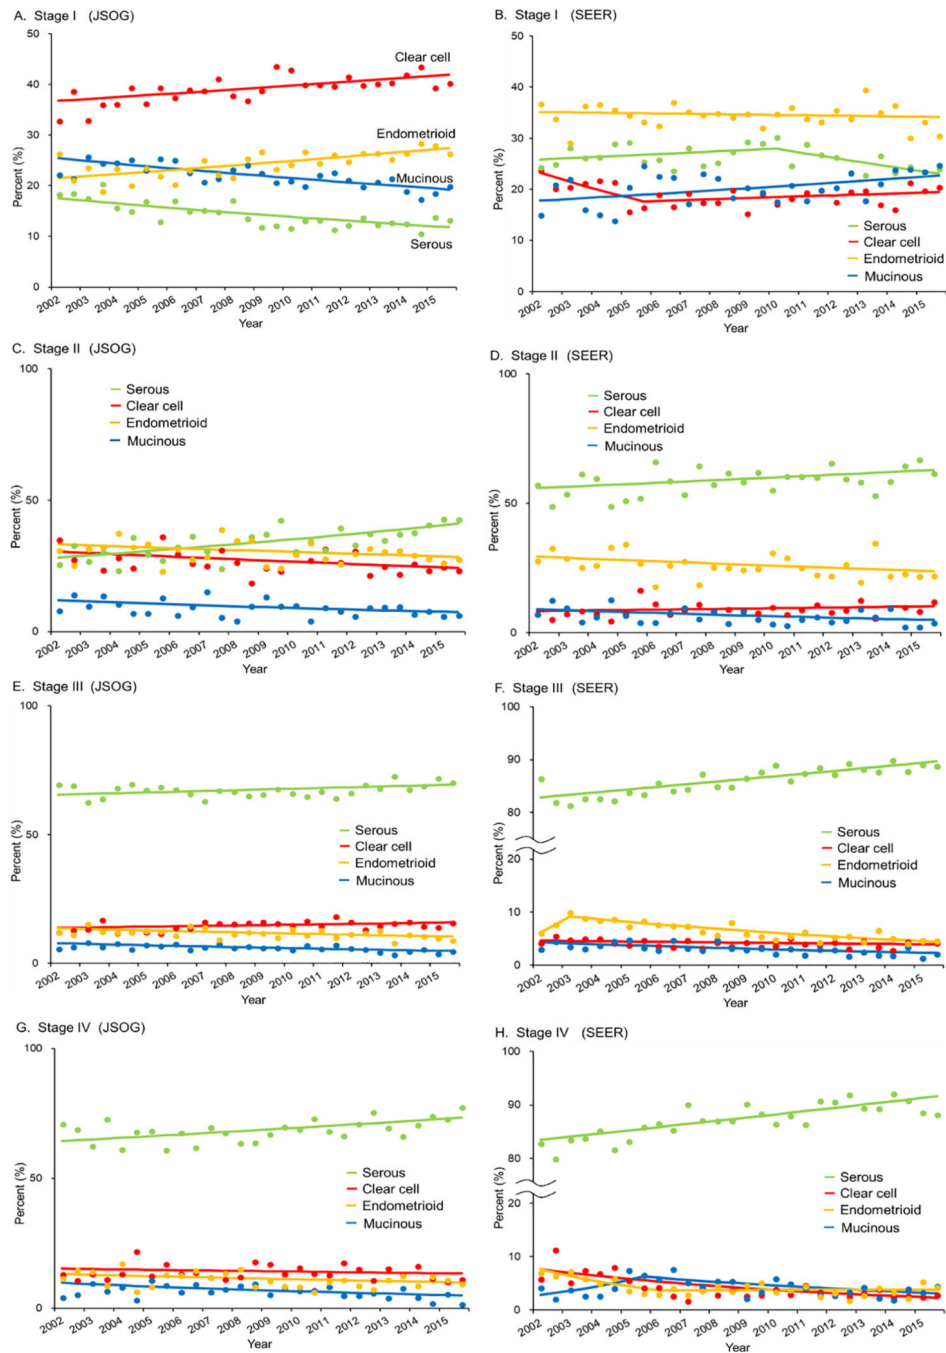 A. Stage I (JSOG)
50
40
30
20
10
0
Percent (%)
Clear cell
Endometrioid
Mucinous
Serous
2002 2003 2004 2005 2006 2007 2008 2009 2010 2011 2012 2013 2014 2015
Year
B. Stage I (SEER)
50
40
30
20
10
0
Percent (%)
Serous
Clear cell
Endometrioid
Mucinous
2002 2003 2004 2005 2006 2007 2008 2009 2010 2011 2012 2013 2014 2015
Year
C. Stage II (JSOG)
100
50
0
Percent (%)
Serous
Clear cell
Endometrioid
Mucinous
2002 2003 2004 2005 2006 2007 2008 2009 2010 2011 2012 2013 2014 2015
Year
D. Stage II (SEER)
100
50
0
Percent (%)
Serous
Clear cell
Endometrioid
Mucinous
2002 2003 2004 2005 2006 2007 2008 2009 2010 2011 2012 2013 2014 2015
Year
E. Stage III (JSOG)
100
50
0
Percent (%)
Serous
Clear cell
Endometrioid
Mucinous
2002 2003 2004 2005 2006 2007 2008 2009 2010 2011 2012 2013 2014 2015
Year
F. Stage III (SEER)
100
90
80
20
10
0
Percent (%)
Serous
Clear cell
Endometrioid
Mucinous
2002 2003 2004 2005 2006 2007 2008 2009 2010 2011 2012 2013 2014 2015
Year
G. Stage IV (JSOG)
100
50
0
Percent (%)
Serous
Clear cell
Endometrioid
Mucinous
2002 2003 2004 2005 2006 2007 2008 2009 2010 2011 2012 2013 2014 2015
Year
H. Stage IV (SEER)
100
90
80
20
10
0
Percent (%)
Serous
Clear cell
Endometrioid
Mucinous
2002 2003 2004 2005 2006 2007 2008 2009 2010 2011 2012 2013 2014 2015
Year